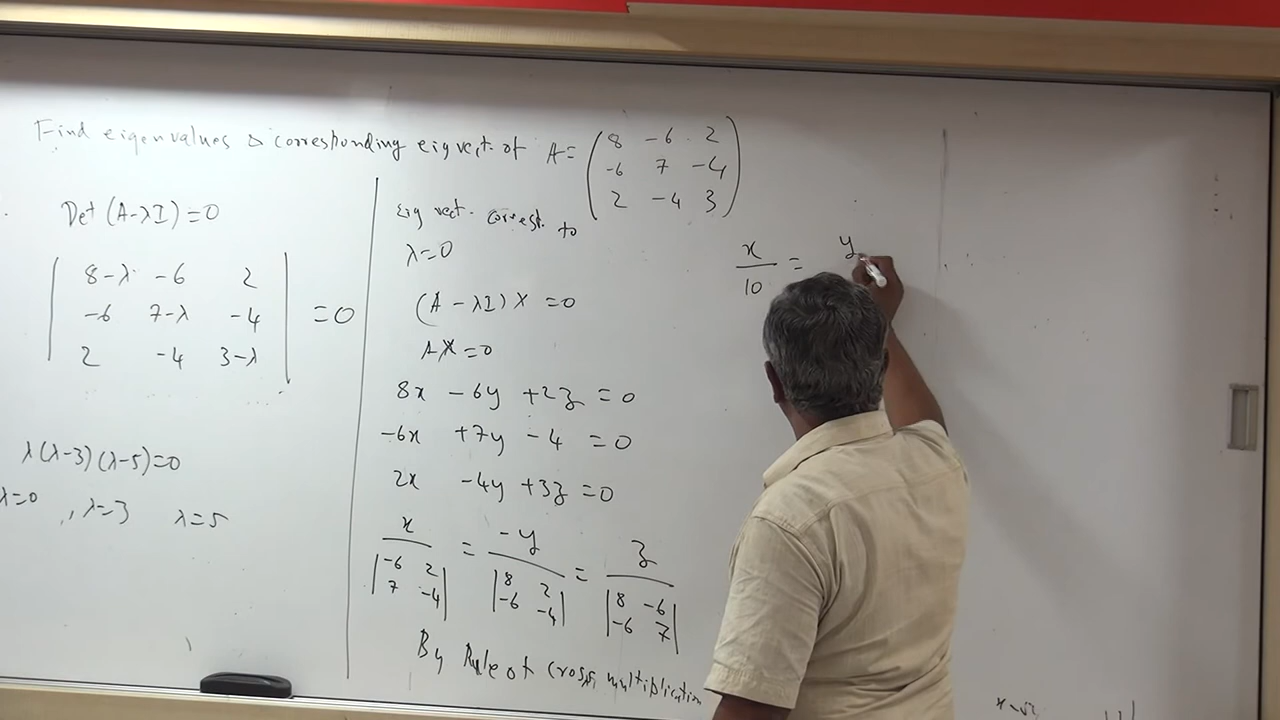 Find eigenvalues & corresponding eig vect. of A = ( 8 -6 2
-6 7 -4
2 -4 3 )
Det (A-λI) = 0
| 8-λ -6 2 |
| -6 7-λ -4 | = 0
| 2 -4 3-λ |
λ(λ-3)(λ-5)=0
λ=0 , λ=3 λ=5
Eig vect. corresp. to
λ=0
(A - λI) X = 0
AX = 0
8x - 6y + 2z = 0
-6x + 7y - 4 = 0
2x - 4y + 3z = 0
x / | -6 2 ; 7 -4 | = -y / | 8 2 ; -6 -4 | = z / | 8 -6 ; -6 7 |
By Rule of cross multiplication
x / 10 = y